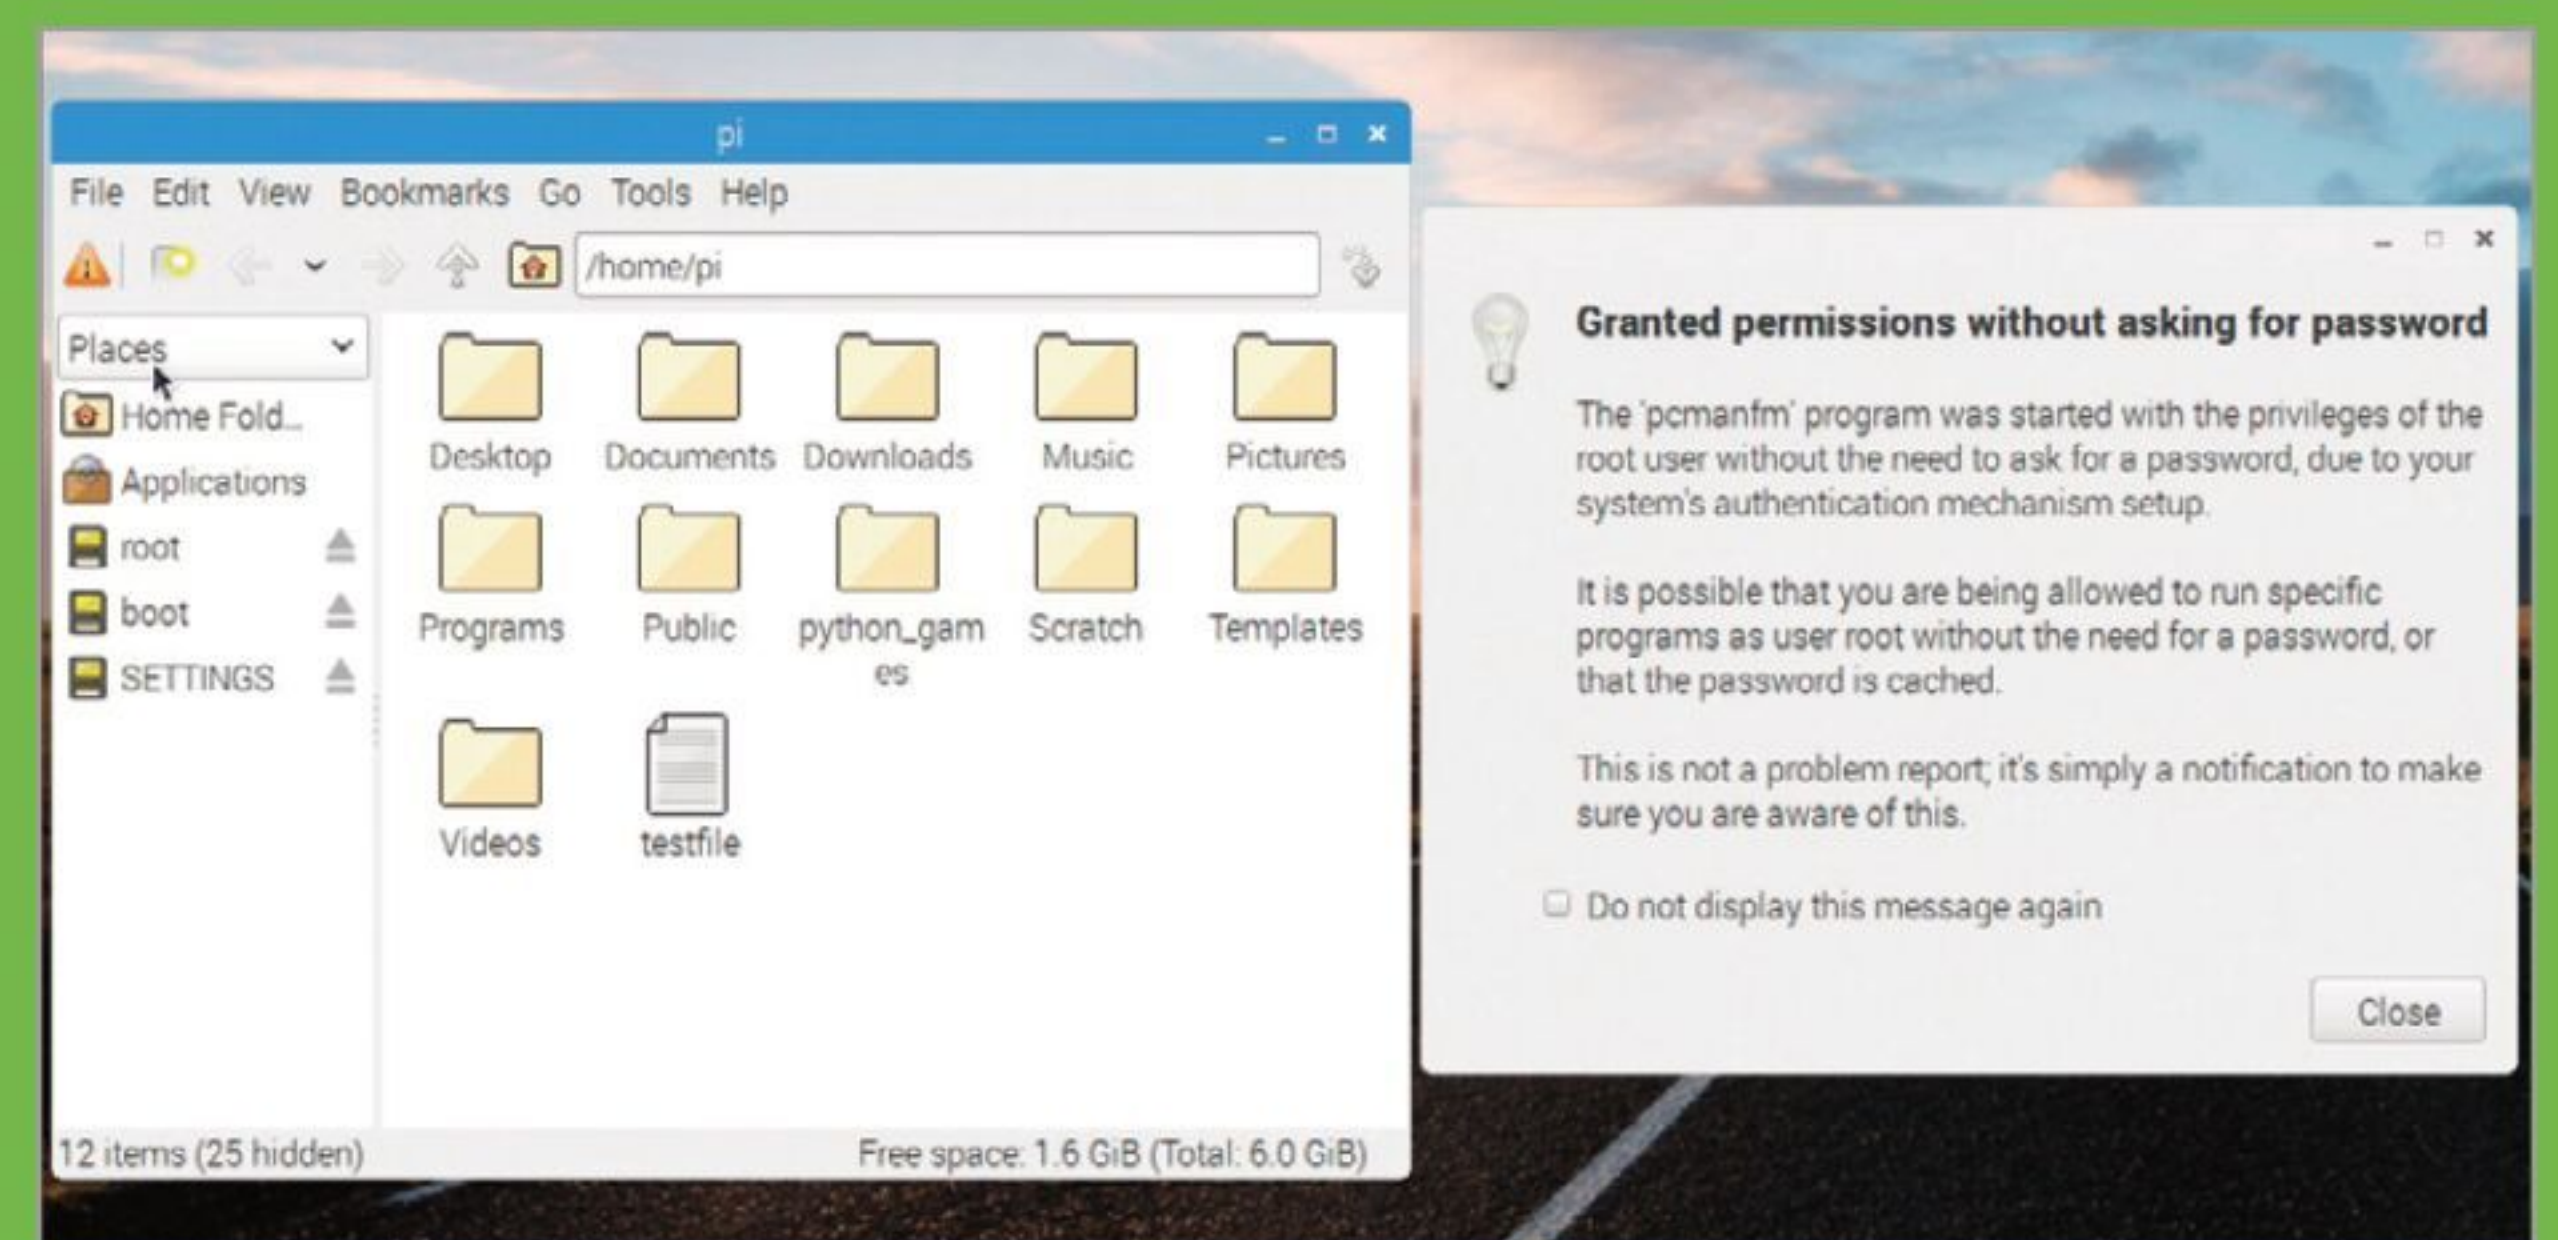 pi
File Edit View Bookmarks Go Tools Help
/home/pi
Places
Home Fold...
Applications
root
boot
SETTINGS
Desktop Documents Downloads Music Pictures
Programs Public python_gam
es Scratch Templates
Videos testfile
12 items (25 hidden) Free space: 1.6 GiB (Total: 6.0 GiB)
Granted permissions without asking for password
The 'pcmanfm' program was started with the privileges of the
root user without the need to ask for a password, due to your
system's authentication mechanism setup.
It is possible that you are being allowed to run specific
programs as user root without the need for a password, or
that the password is cached.
This is not a problem report; it's simply a notification to make
sure you are aware of this.
Do not display this message again
Close